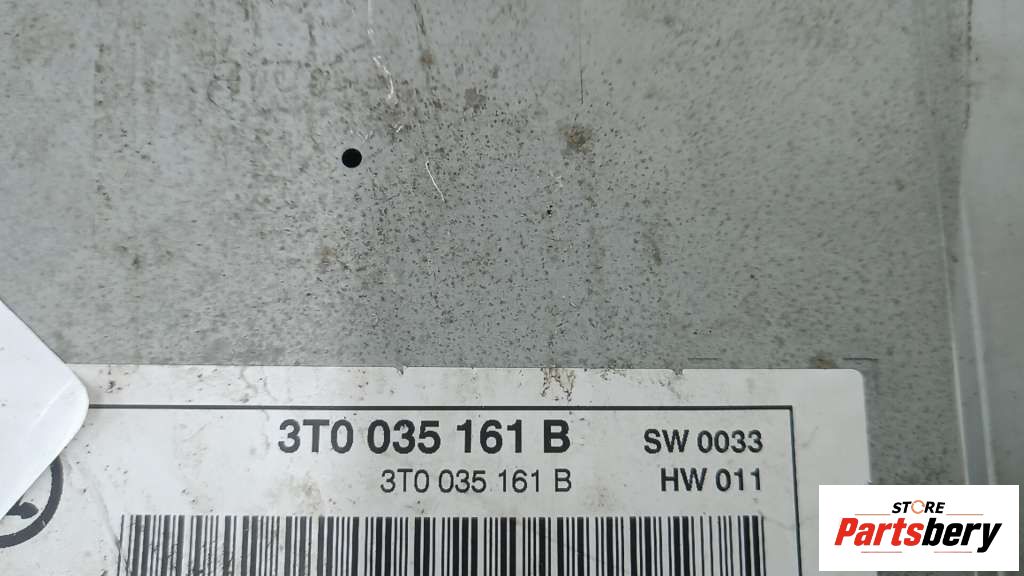 3T0 035 161 B SW 0033
3T0 035 161 B HW 011
STORE
Partsbery